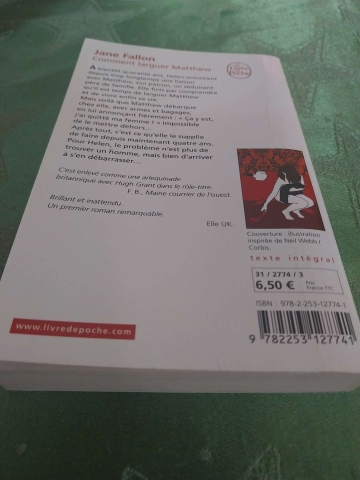 Jane Fallon
Comment larguer Matthew
A bientôt quarante ans, Helen entretient
depuis trop longtemps une liaison
avec Matthew, son patron, un séduisant
père de famille. Elle finit par comprendre
qu'il est temps de larguer Matthew
et de vivre enfin sa vie.
Mais voilà que Matthew débarque
chez elle, avec armes et bagages,
en lui annonçant fièrement : « Ça y est,
j'ai quitté ma femme ! » Impossible
de le mettre dehors...
Après tout, c'est ce qu'elle le supplie
de faire depuis maintenant quatre ans.
Pour Helen, le problème n'est plus de
trouver un homme, mais bien d'arriver
à s'en débarrasser...
C'est enlevé comme une arlequinade
britannique avec Hugh Grant dans le rôle-titre.
F. B., Maine courrier de l'ouest.
Brillant et inattendu.
Un premier roman remarquable.
Elle UK.
Couverture : illustration
inspirée de Neil Webb /
Corbis.
texte intégral
31 / 2774 / 3
6,50 € Prix
France TTC
ISBN : 978-2-253-12774-1
9 782253 127741
www.livredepoche.com